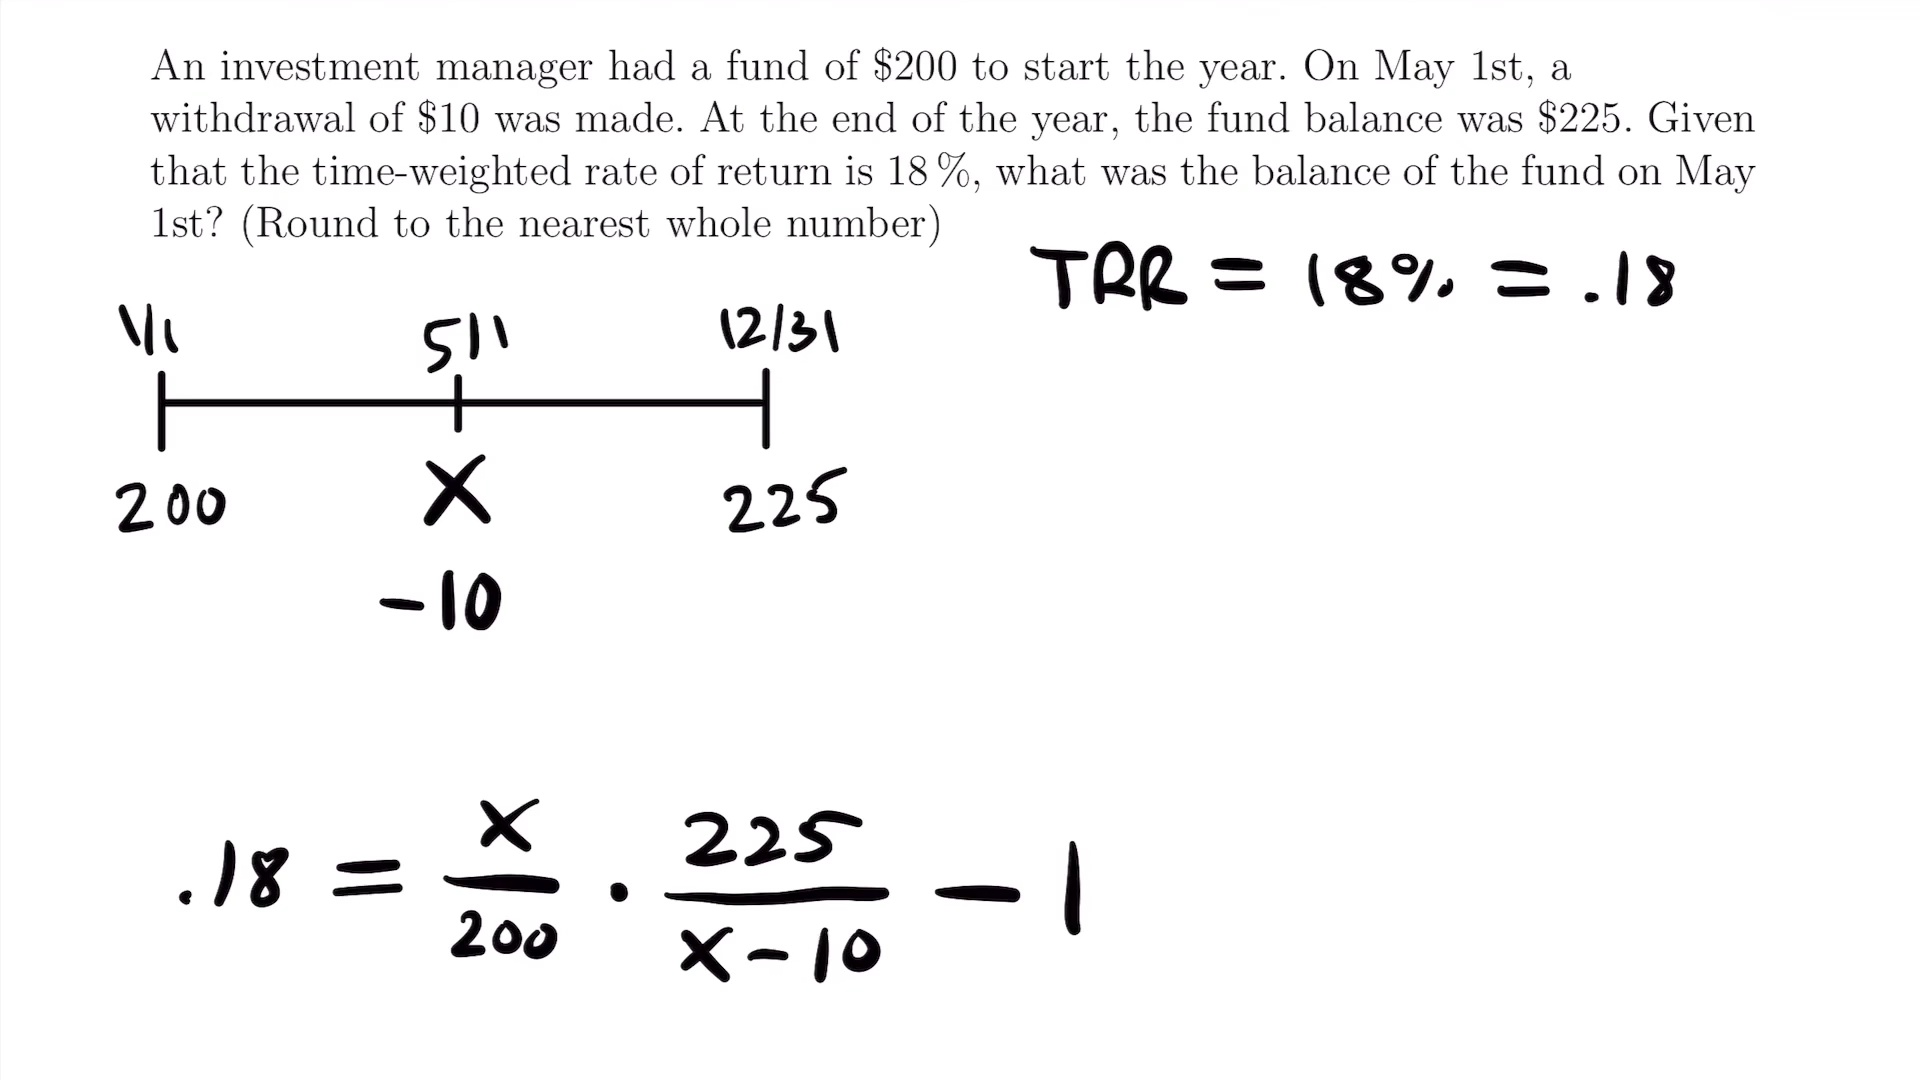 An investment manager had a fund of $200 to start the year. On May 1st, a
withdrawal of $10 was made. At the end of the year, the fund balance was $225. Given
that the time-weighted rate of return is 18%, what was the balance of the fund on May
1st? (Round to the nearest whole number)
TRR = 18% = .18
1/1 5/1 12/31
200 X 225
-10
.18 = x/200 · 225/(x-10) - 1